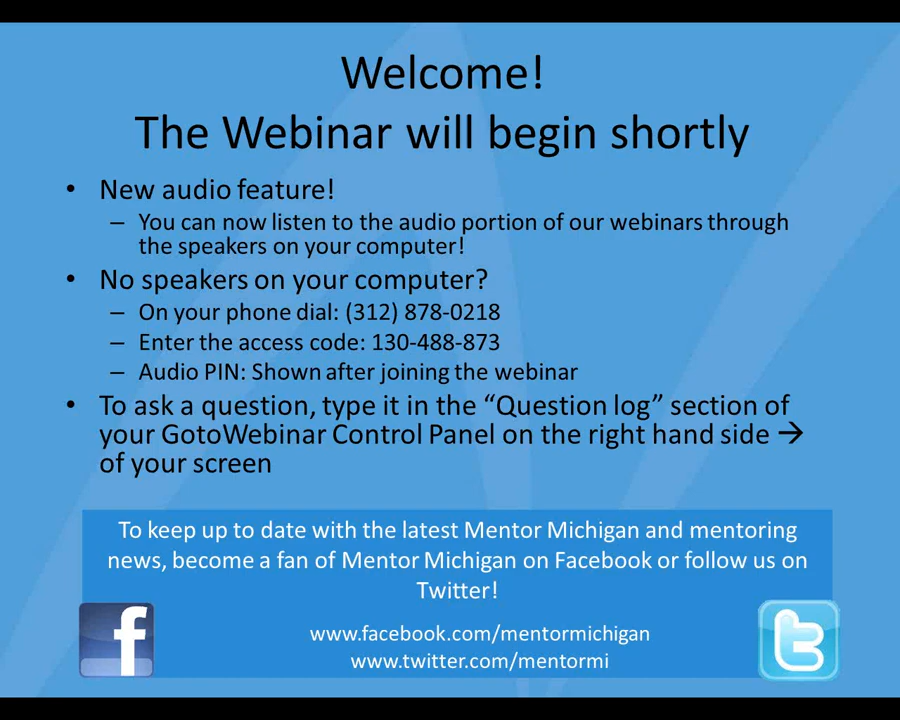 Welcome!
The Webinar will begin shortly
• New audio feature!
– You can now listen to the audio portion of our webinars through
the speakers on your computer!
• No speakers on your computer?
– On your phone dial: (312) 878-0218
– Enter the access code: 130-488-873
– Audio PIN: Shown after joining the webinar
• To ask a question, type it in the “Question log” section of
your GotoWebinar Control Panel on the right hand side →
of your screen
To keep up to date with the latest Mentor Michigan and mentoring
news, become a fan of Mentor Michigan on Facebook or follow us on
Twitter!
www.facebook.com/mentormichigan
www.twitter.com/mentormi
f
t